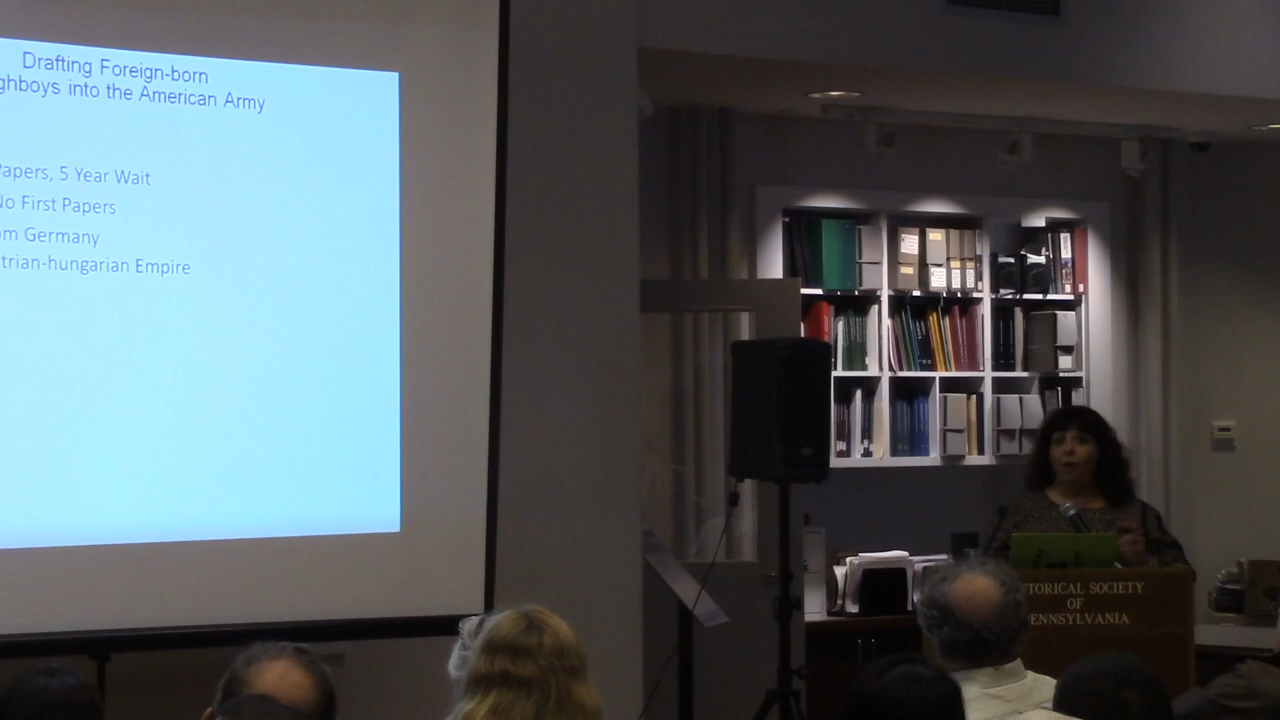 Drafting Foreign-born
ghboys into the American Army
Papers, 5 Year Wait
No First Papers
om Germany
trian-hungarian Empire
TORICAL SOCIETY
OF
ENNSYLVANIA